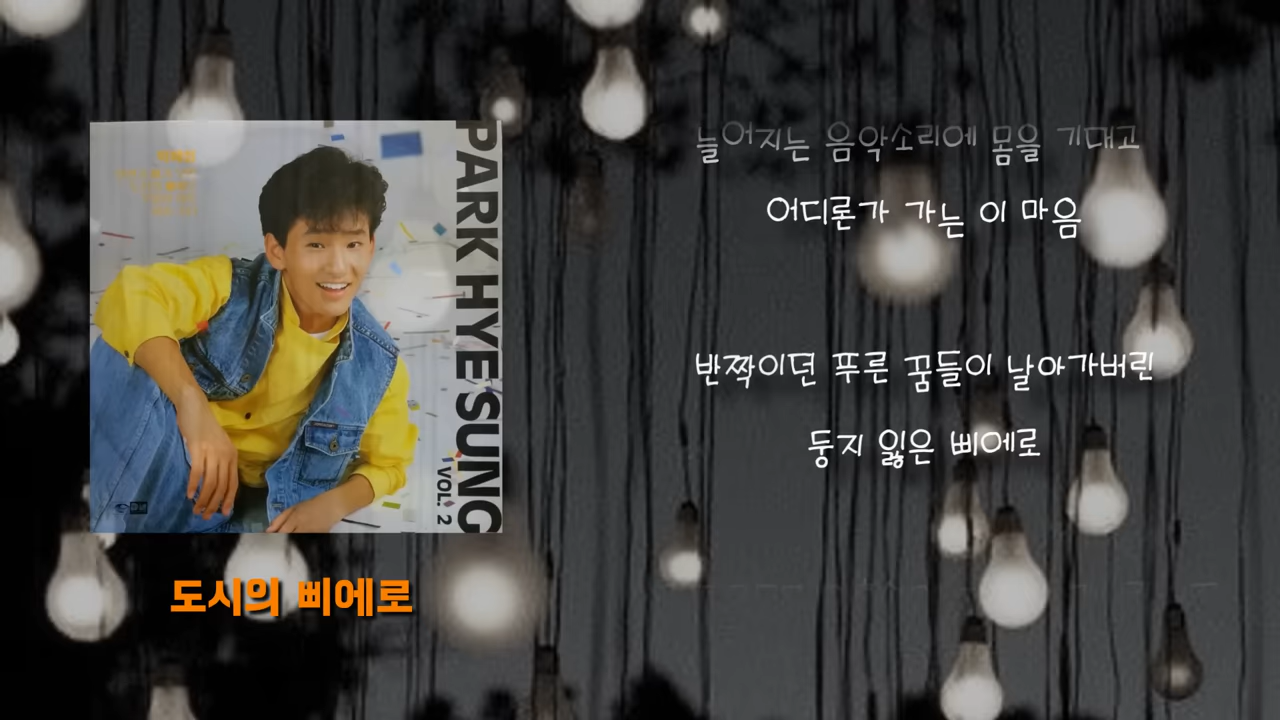 PARK HYE SUNG
VOL. 2
도시의 삐에로
늘어지는 음악소리에 몸을 기대고
어디론가 가는 이 마음
반짝이던 푸른 꿈들이 날아가버린
둥지 잃은 삐에로